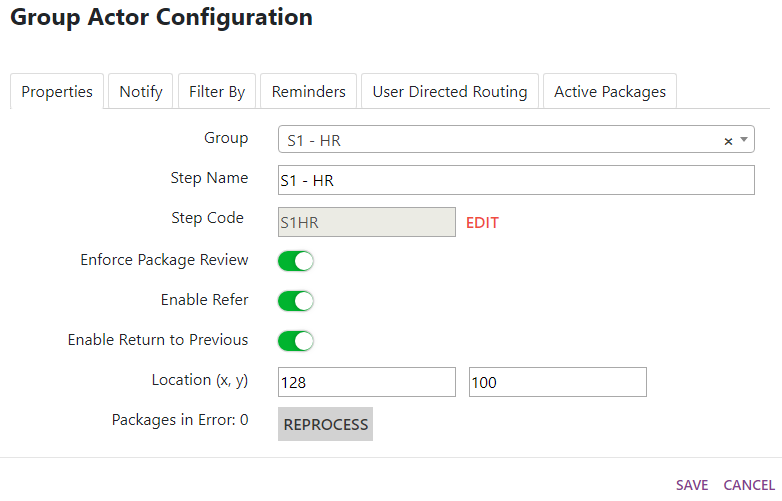 Group Actor Configuration
Properties Notify Filter By Reminders User Directed Routing Active Packages
Group S1 - HR ×
Step Name S1 - HR
Step Code S1HR EDIT
Enforce Package Review
Enable Refer
Enable Return to Previous
Location (x, y) 128 100
Packages in Error: 0 REPROCESS
SAVE CANCEL